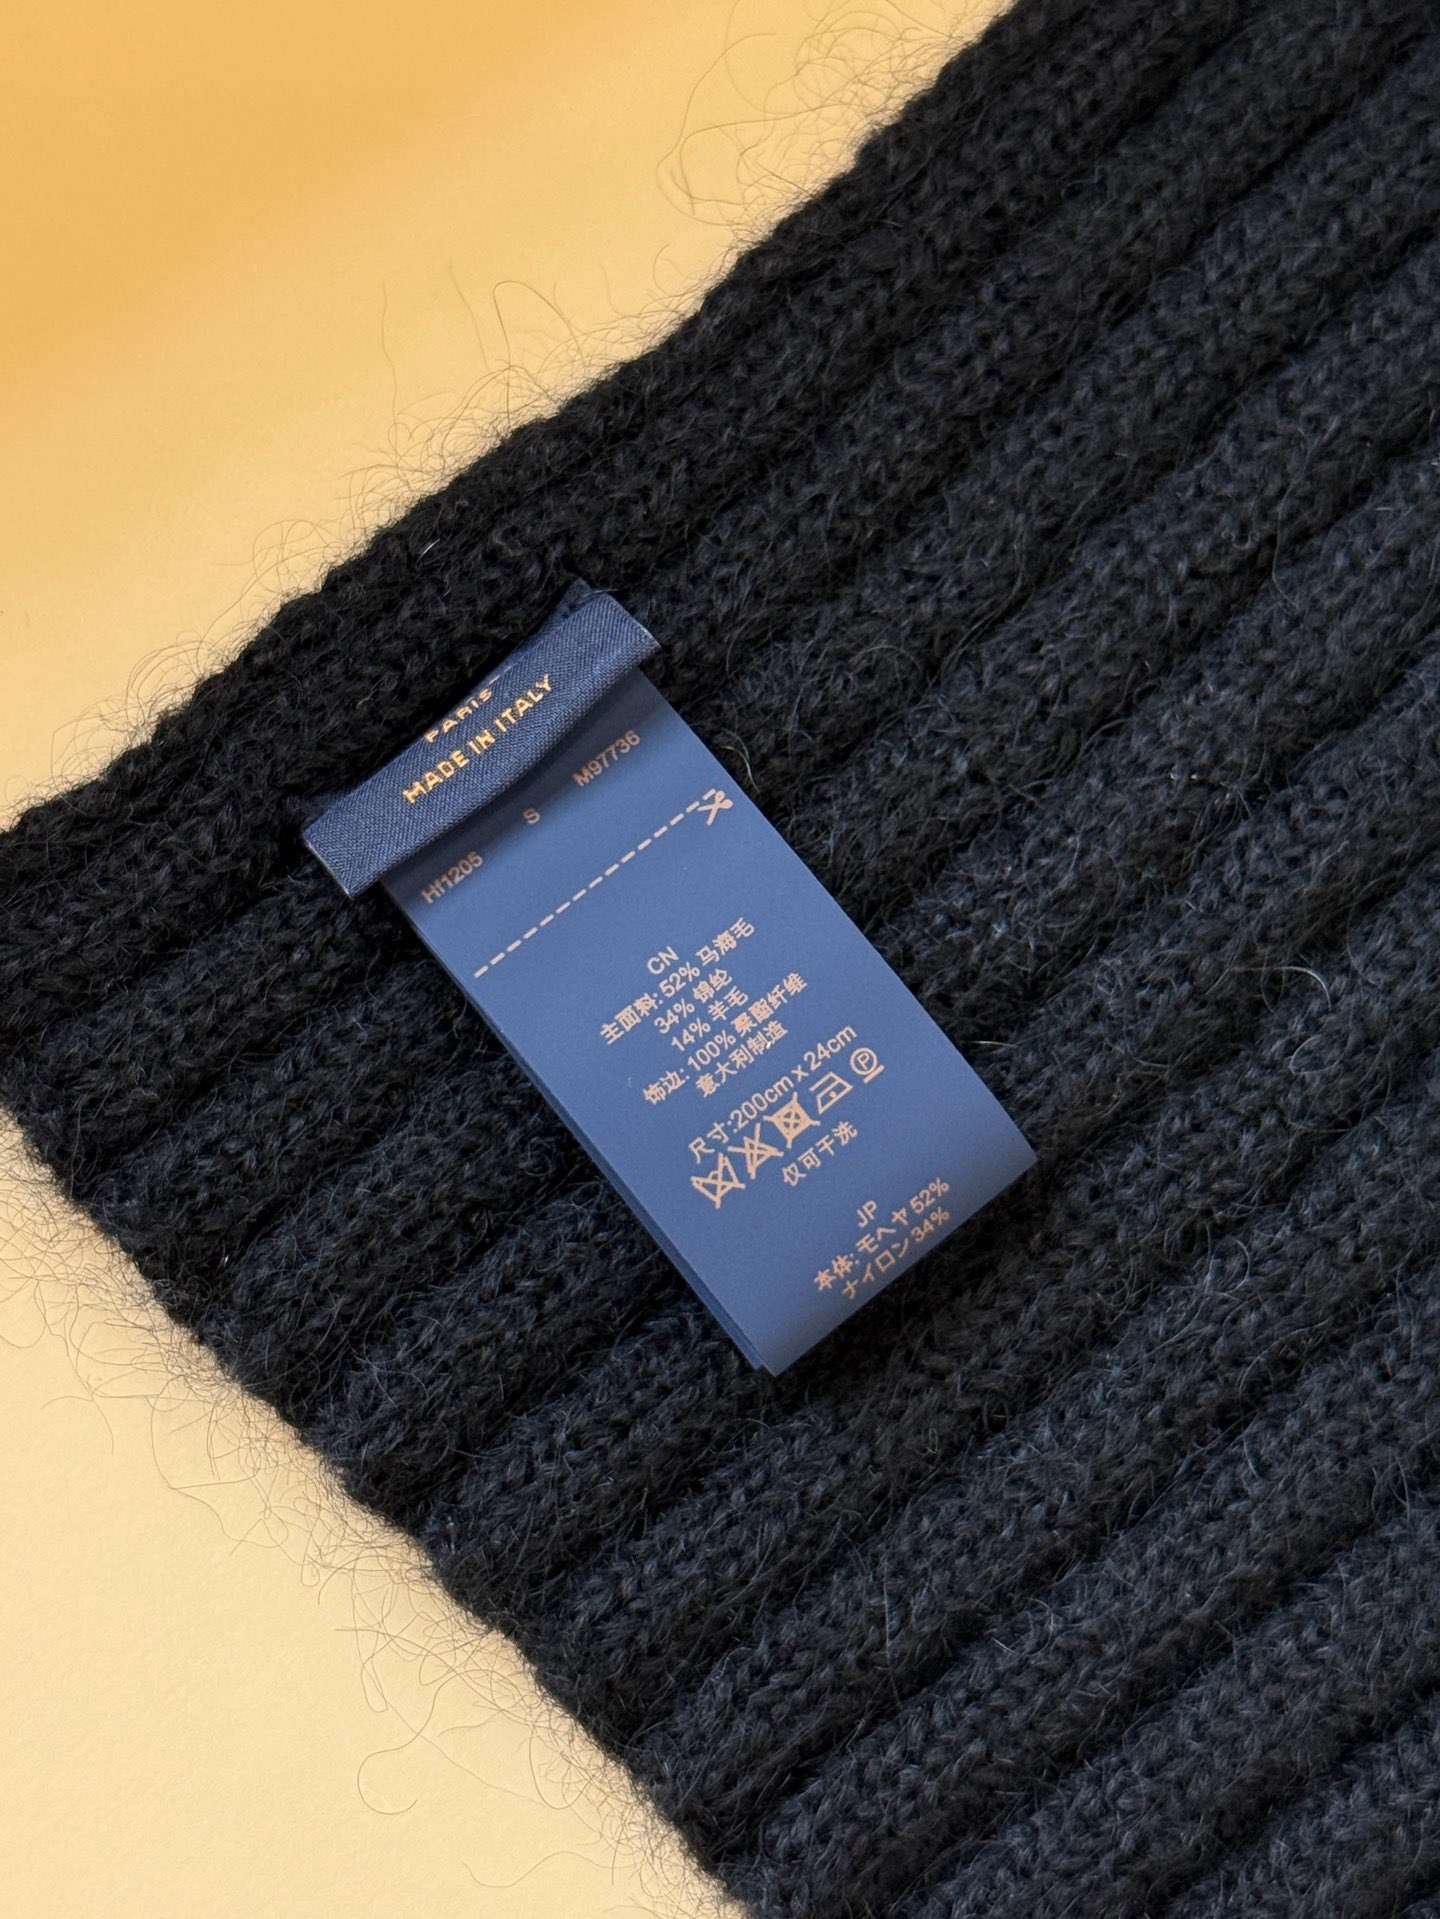 PARIS
MADE IN ITALY
HI1205 S M97736
CN
主面料: 52% 马海毛
34% 锦纶
14% 羊毛
饰边: 100% 聚酯纤维
意大利制造
尺寸:200cm x 24cm
P
仅可干洗
JP
本体: モヘヤ 52%
ナイロン 34%